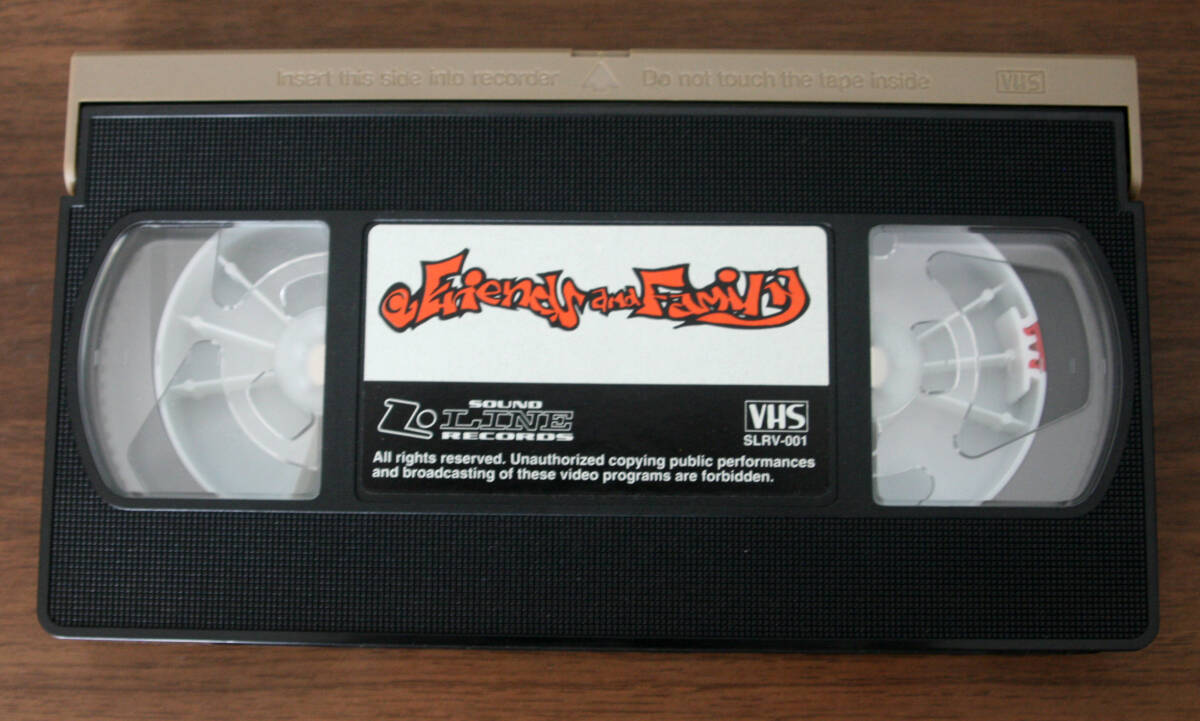 Insert this side into recorder Do not touch the tape inside VHS
Friends and Family
SOUND
LINE
RECORDS
VHS
SLRV-001
All rights reserved. Unauthorized copying public performances
and broadcasting of these video programs are forbidden.